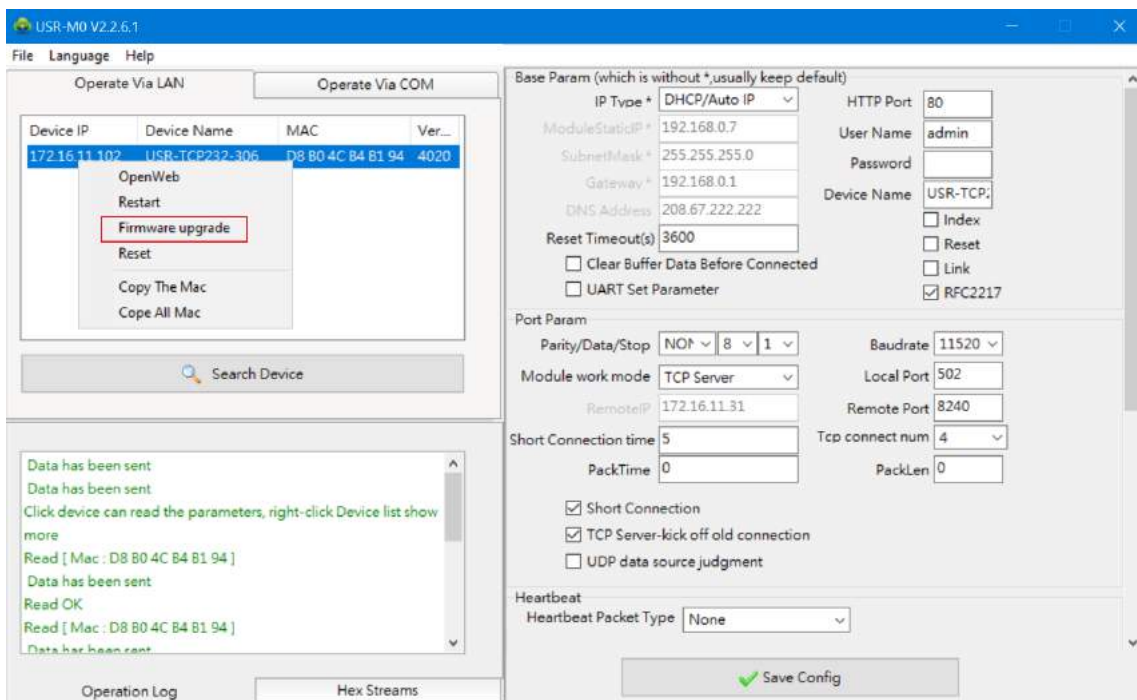 USR-M0 V2.2.6.1
File Language Help
Operate Via LAN
Operate Via COM
Device IP Device Name MAC Ver...
172.16.11.102 USR-TCP232-306 D8 B0 4C B4 B1 94 4020
OpenWeb
Restart
Firmware upgrade
Reset
Copy The Mac
Cope All Mac
Search Device
Data has been sent
Data has been sent
Click device can read the parameters, right-click Device list show
more
Read [ Mac : D8 B0 4C B4 B1 94 ]
Data has been sent
Read OK
Read [ Mac : D8 B0 4C B4 B1 94 ]
Data has been sent
Operation Log
Hex Streams
Base Param (which is without *,usually keep default)
IP Type * DHCP/Auto IP
HTTP Port 80
ModuleStaticIP * 192.168.0.7
User Name admin
SubnetMask * 255.255.255.0
Password
Gateway * 192.168.0.1
Device Name USR-TCP2
DNS Address 208.67.222.222
Index
Reset Timeout(s) 3600
Reset
Clear Buffer Data Before Connected
Link
UART Set Parameter
RFC2217
Port Param
Parity/Data/Stop NON 8 1
Baudrate 11520
Module work mode TCP Server
Local Port 502
RemoteIP 172.16.11.31
Remote Port 8240
Short Connection time 5
Tcp connect num 4
PackTime 0
PackLen 0
Short Connection
TCP Server-kick off old connection
UDP data source judgment
Heartbeat
Heartbeat Packet Type None
Save Config